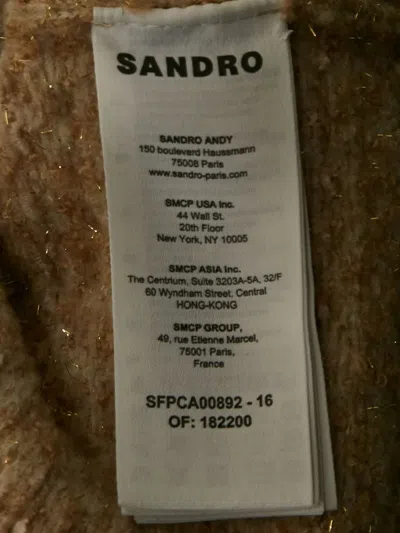 SANDRO
SANDRO ANDY
150 boulevard Haussmann
75008 Paris
www.sandro-paris.com
SMCP USA Inc.
44 Wall St.
20th Floor
New York, NY 10005
SMCP ASIA Inc.
The Centrium, Suite 3203A-5A, 32/F
60 Wyndham Street, Central
HONG-KONG
SMCP GROUP,
49, rue Etienne Marcel,
75001 Paris,
France
SFPCA00892 - 16
OF: 182200